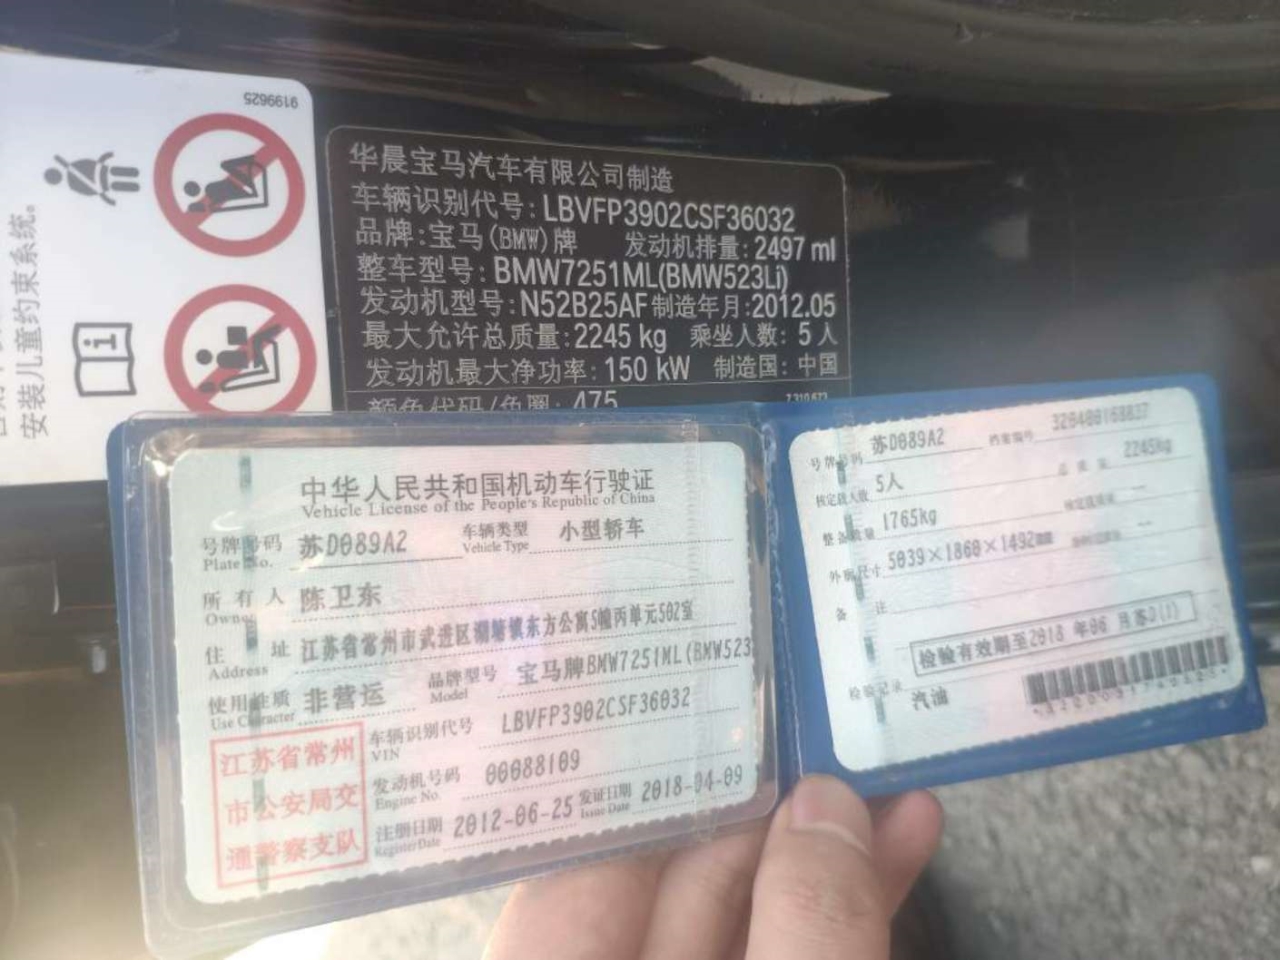 9199625
安装儿童约束系统。
华晨宝马汽车有限公司制造
车辆识别代号:LBVFP3902CSF36032
品牌:宝马(BMW)牌 发动机排量:2497 ml
整车型号:BMW7251ML(BMW523Li)
发动机型号:N52B25AF 制造年月:2012.05
最大允许总质量:2245 kg 乘坐人数: 5 人
发动机最大净功率:150 kW 制造国: 中国
颜色代码/色圈: 475
中华人民共和国机动车行驶证
Vehicle License of the People's Republic of China
号牌号码 苏D089A2 车辆类型 小型轿车
Plate No. Vehicle Type
所有人 陈卫东
Owner
住址 江苏省常州市武进区湖塘镇东方公寓5幢丙单元502室
Address
使用性质 非营运 品牌型号 宝马牌BMW7251ML(BMW523
Use Character Model
江苏省常州
市公安局交
通警察支队
车辆识别代号 LBVFP3902CSF36032
VIN
发动机号码 00088109
Engine No.
注册日期 2012-06-25 发证日期 2018-04-09
Register Date Issue Date
号牌号码 苏D089A2 档案编号
核定载人数 5人 总质量 2245kg
整备质量 1765kg 核定载质量 --
外廓尺寸 5039×1860×1492mm --
备注
检验有效期至2018 年06 月苏D(1)
检验记录
汽油